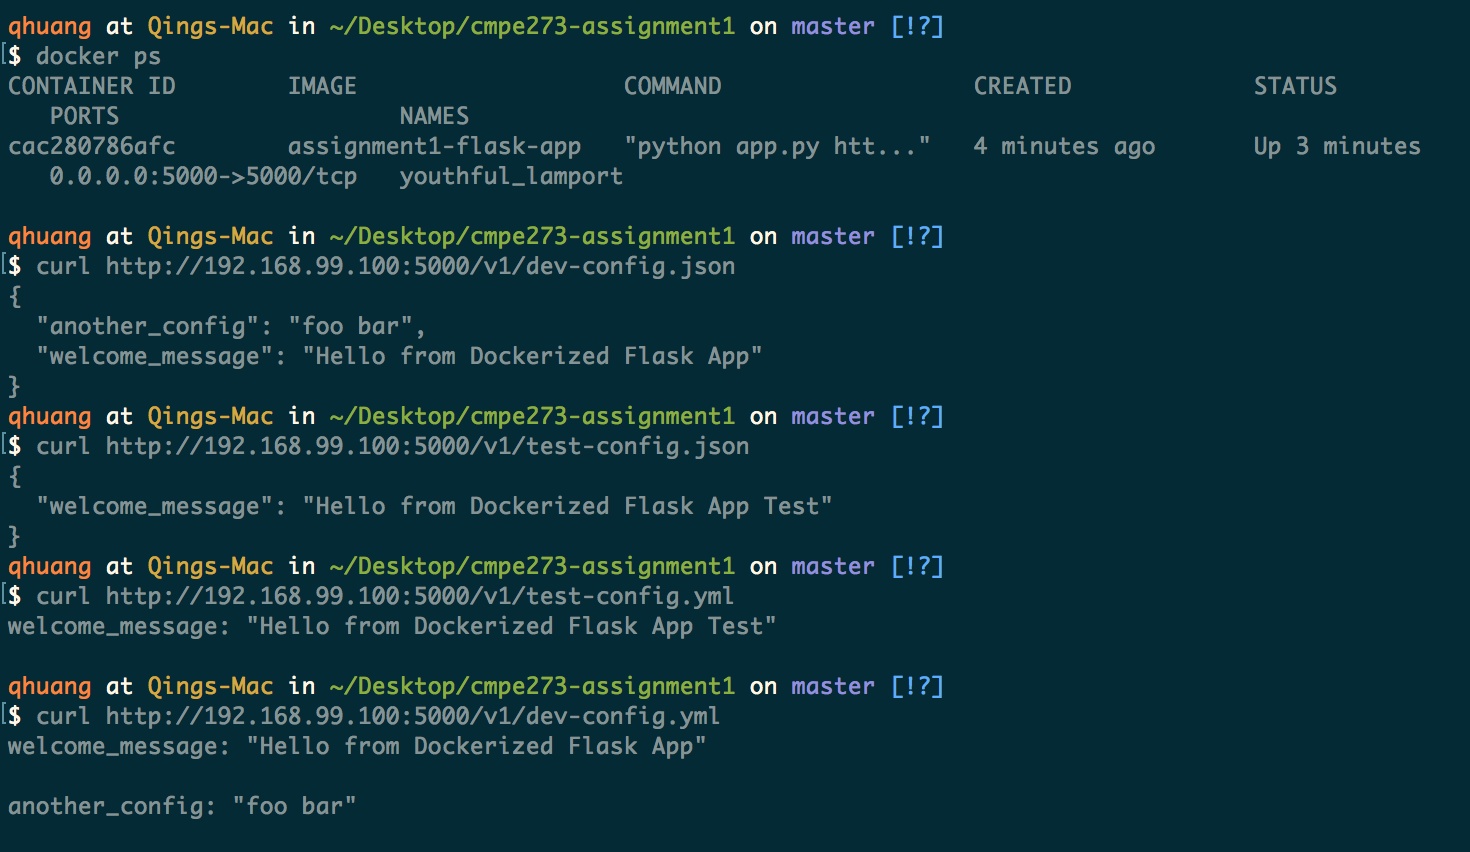 qhuang at Qings-Mac in ~/Desktop/cmpe273-assignment1 on master [!?]
[$ docker ps
CONTAINER ID        IMAGE                   COMMAND                  CREATED             STATUS
   PORTS                    NAMES
cac280786afc        assignment1-flask-app   "python app.py htt..."   4 minutes ago       Up 3 minutes
   0.0.0.0:5000->5000/tcp   youthful_lamport
qhuang at Qings-Mac in ~/Desktop/cmpe273-assignment1 on master [!?]
[$ curl http://192.168.99.100:5000/v1/dev-config.json
{
  "another_config": "foo bar",
  "welcome_message": "Hello from Dockerized Flask App"
}
qhuang at Qings-Mac in ~/Desktop/cmpe273-assignment1 on master [!?]
[$ curl http://192.168.99.100:5000/v1/test-config.json
{
  "welcome_message": "Hello from Dockerized Flask App Test"
}
qhuang at Qings-Mac in ~/Desktop/cmpe273-assignment1 on master [!?]
[$ curl http://192.168.99.100:5000/v1/test-config.yml
welcome_message: "Hello from Dockerized Flask App Test"
qhuang at Qings-Mac in ~/Desktop/cmpe273-assignment1 on master [!?]
[$ curl http://192.168.99.100:5000/v1/dev-config.yml
welcome_message: "Hello from Dockerized Flask App"
another_config: "foo bar"